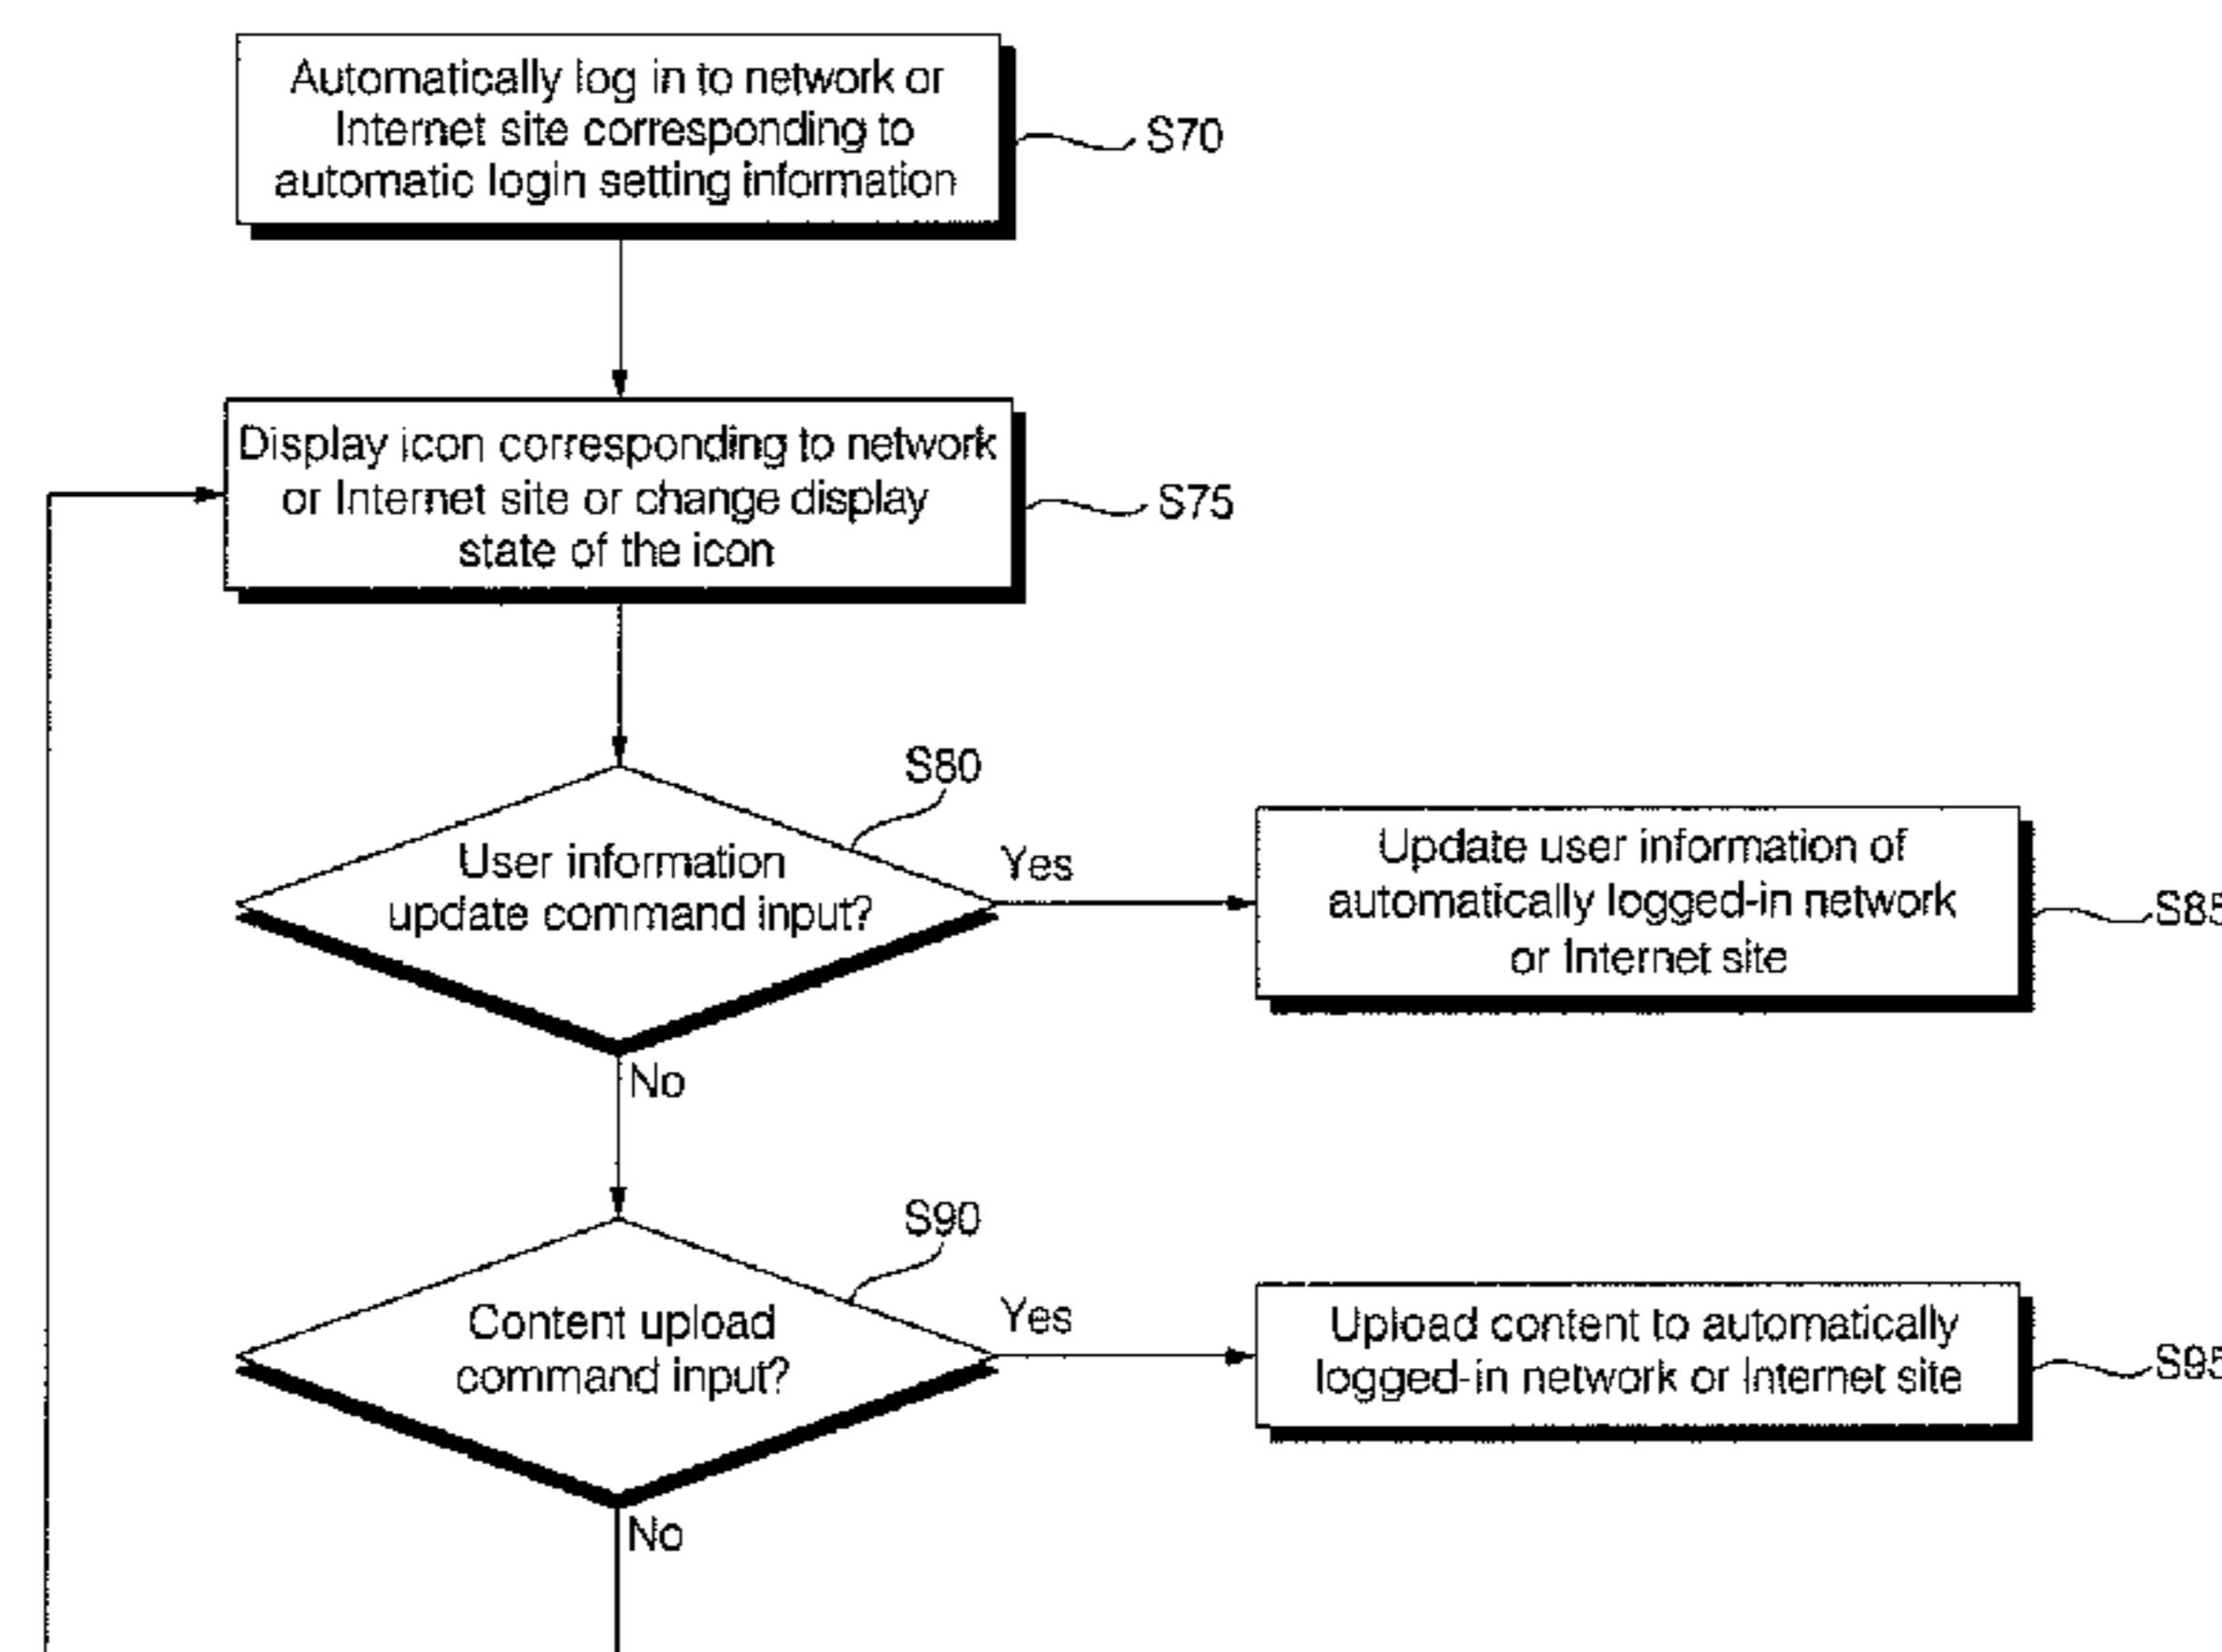 Automatically log in to network or
Internet site corresponding to
automatic login setting information
S70
Display icon corresponding to network
or Internet site or change display
state of the icon
S75
S80
User information
update command input?
Yes
Update user information of
automatically logged-in network
or Internet site
S85
No
S90
Content upload
command input?
Yes
Upload content to automatically
logged-in network or Internet site
S95
No